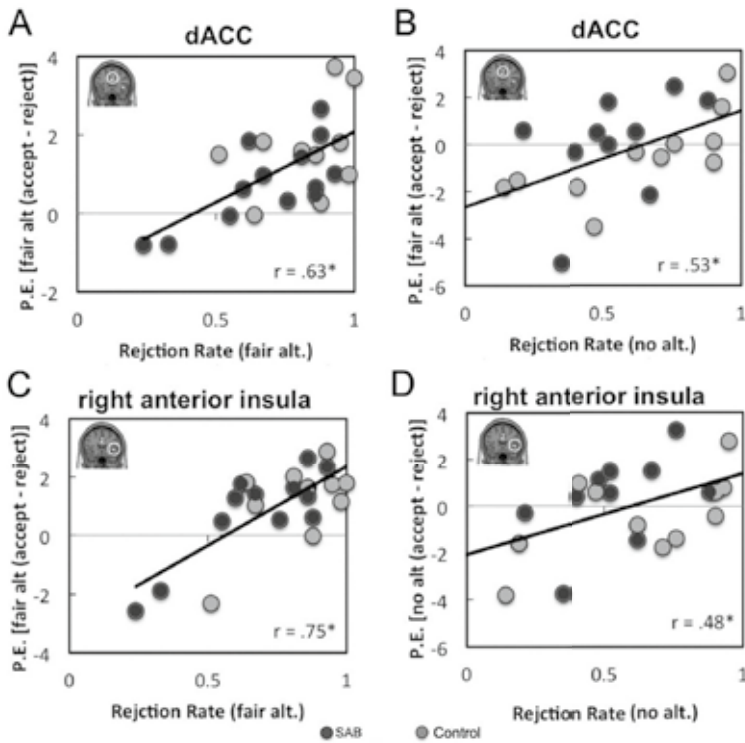 A
dACC
P.E. [fair alt (accept - reject)]
4
2
0
-2
0
0.5
1
r = .63*
Rejction Rate (fair alt.)
B
dACC
P.E. [fair alt (accept - reject)]
4
2
0
-2
-4
-6
0
0.5
1
r = .53*
Rejction Rate (no alt.)
C
right anterior insula
P.E. [fair alt (accept - reject)]
4
2
0
-2
-4
0
0.5
1
r = .75*
Rejction Rate (fair alt.)
D
right anterior insula
P.E. [no alt (accept - reject)]
4
2
0
-2
-4
-6
0
0.5
1
r = .48*
Rejction Rate (no alt.)
SAB
Control